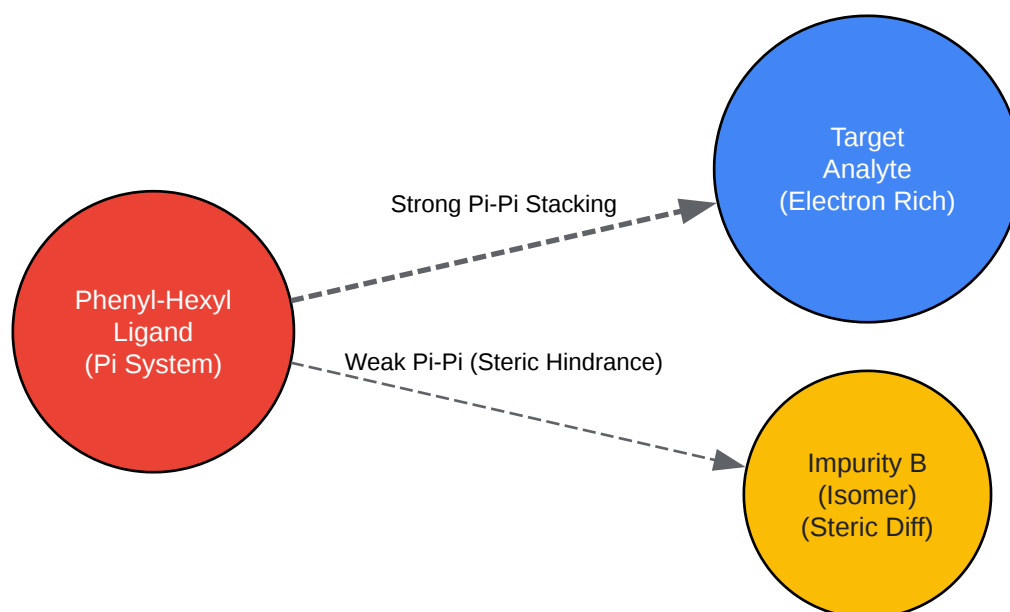 Target
Analyte
(Electron Rich)
Strong Pi-Pi Stacking
Phenyl-Hexyl
Ligand
(Pi System)
Weak Pi-Pi (Steric Hindrance)
Impurity B
(Isomer)
(Steric Diff)